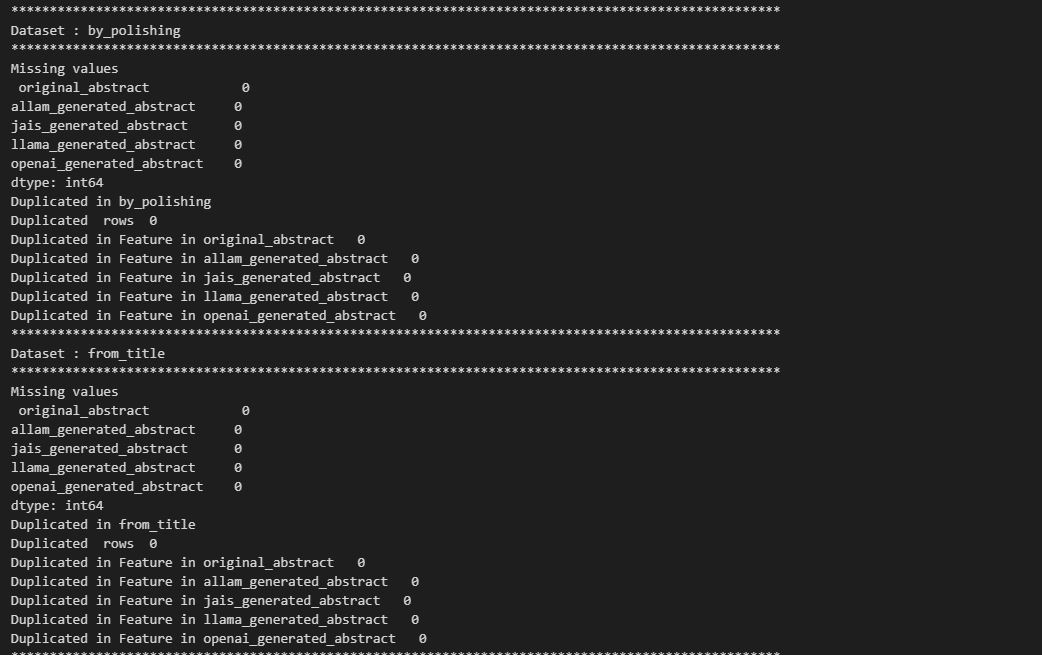 ****************************************************************************************************
Dataset : by_polishing
****************************************************************************************************
Missing values
 original_abstract            0
allam_generated_abstract     0
jais_generated_abstract      0
llama_generated_abstract     0
openai_generated_abstract    0
dtype: int64
Duplicated in by_polishing
Duplicated  rows  0
Duplicated in Feature in original_abstract   0
Duplicated in Feature in allam_generated_abstract   0
Duplicated in Feature in jais_generated_abstract   0
Duplicated in Feature in llama_generated_abstract   0
Duplicated in Feature in openai_generated_abstract   0
****************************************************************************************************
Dataset : from_title
****************************************************************************************************
Missing values
 original_abstract            0
allam_generated_abstract     0
jais_generated_abstract      0
llama_generated_abstract     0
openai_generated_abstract    0
dtype: int64
Duplicated in from_title
Duplicated  rows  0
Duplicated in Feature in original_abstract   0
Duplicated in Feature in allam_generated_abstract   0
Duplicated in Feature in jais_generated_abstract   0
Duplicated in Feature in llama_generated_abstract   0
Duplicated in Feature in openai_generated_abstract   0
****************************************************************************************************